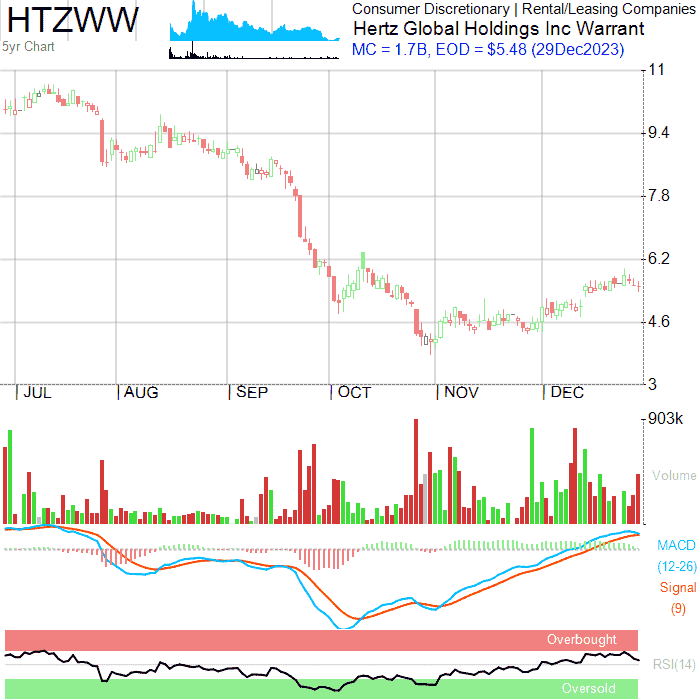 HTZWW
5yr Chart
Consumer Discretionary | Rental/Leasing Companies
Hertz Global Holdings Inc Warrant
MC = 1.7B, EOD = $5.48 (29Dec2023)
11
9.4
7.8
6.2
4.6
3
JUL AUG SEP OCT NOV DEC
903k
Volume
MACD
(12-26)
Signal
(9)
Overbought
RSI(14)
Oversold